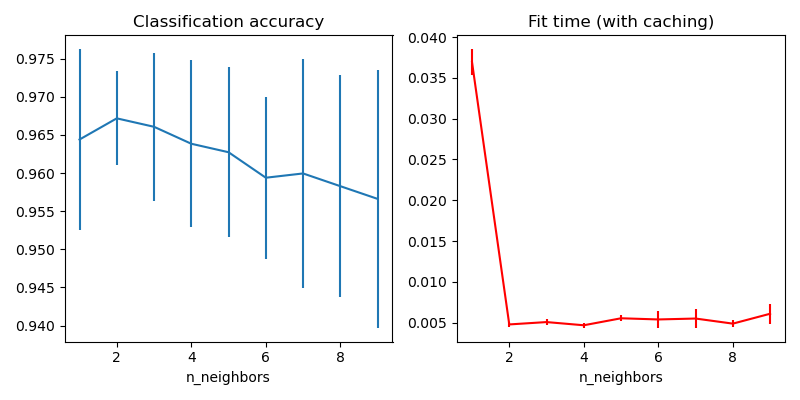 Classification accuracy
0.975
0.970
0.965
0.960
0.955
0.950
0.945
0.940
2 4 6 8
n_neighbors
Fit time (with caching)
0.040
0.035
0.030
0.025
0.020
0.015
0.010
0.005
2 4 6 8
n_neighbors